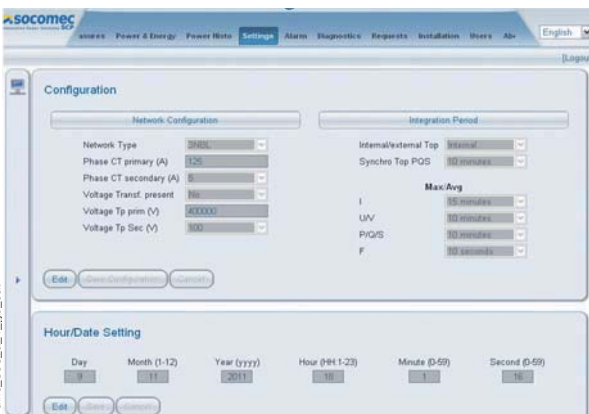 socomec
Power & Energy Power Histo Settings Alarm Diagnostics Requests Installation Users English
[Logou
Configuration
Network Configuration Integration Period
Network Type 3NBL Internal/external Top Internal
Phase CT primary (A) 125 Synchro Top PQS 10 minutes
Phase CT secondary (A) 5 Max/Avg
Voltage Transf. present No I 15 minutes
Voltage Tp prim (V) 400000 U/V 10 minutes
Voltage Tp Sec (V) 100 P/Q/S 10 minutes
F 10 seconds
Edit Save Configuration Cancel
Hour/Date Setting
Day Month (1-12) Year (yyyy) Hour (HH:1-23) Minute (0-59) Second (0-59)
9 11 2011 18 1 16
Edit Save Cancel